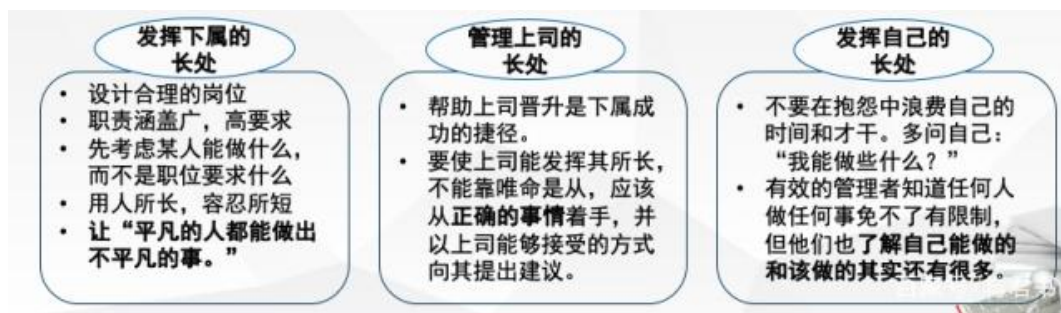 发挥下属的
长处
• 设计合理的岗位
• 职责涵盖广，高要求
• 先考虑某人能做什么，
而不是职位要求什么
• 用人所长，容忍所短
• 让“平凡的人都能做出
不平凡的事。”
管理上司的
长处
• 帮助上司晋升是下属成
功的捷径。
• 要使上司能发挥其所长，
不能靠唯命是从，应该
从正确的事情着手，并
以上司能够接受的方式
向其提出建议。
发挥自己的
长处
• 不要在抱怨中浪费自己的
时间和才干。多问自己：
“我能做些什么？”
• 有效的管理者知道任何人
做任何事免不了有限制，
但他们也了解自己能做的
和该做的其实还有很多。